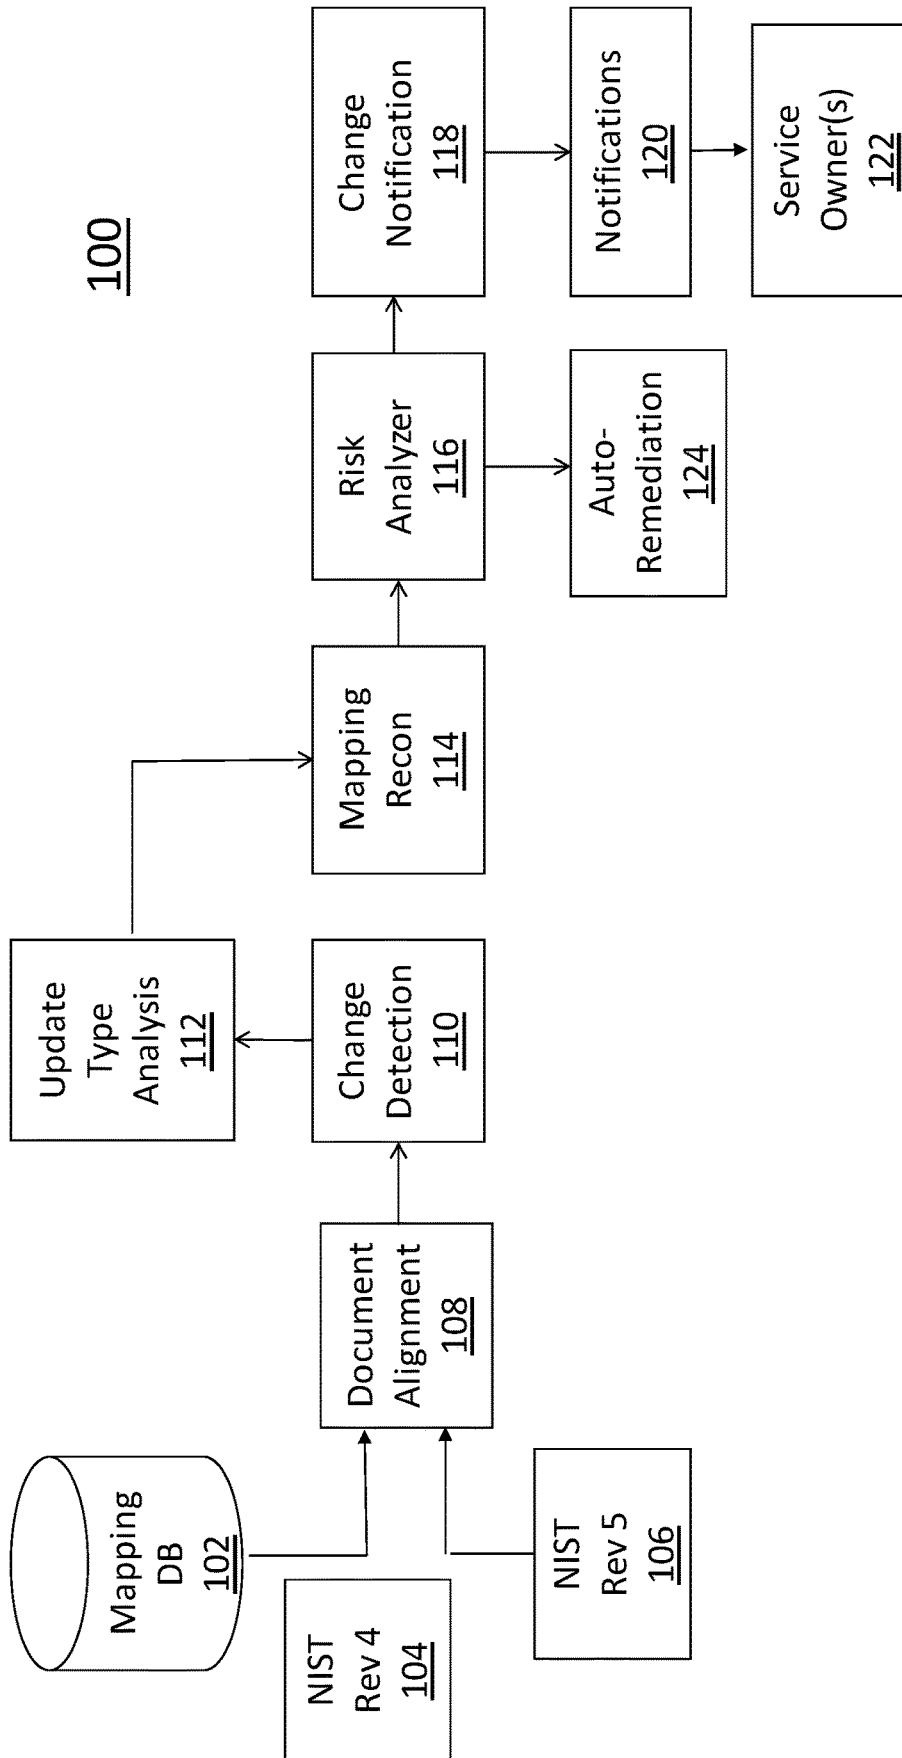 100
Mapping
DB
102
NIST
Rev 4
104
NIST
Rev 5
106
Document
Alignment
108
Change
Detection
110
Update
Type
Analysis
112
Mapping
Recon
114
Risk
Analyzer
116
Change
Notification
118
Notifications
120
Service
Owner(s)
122
Auto-
Remediation
124